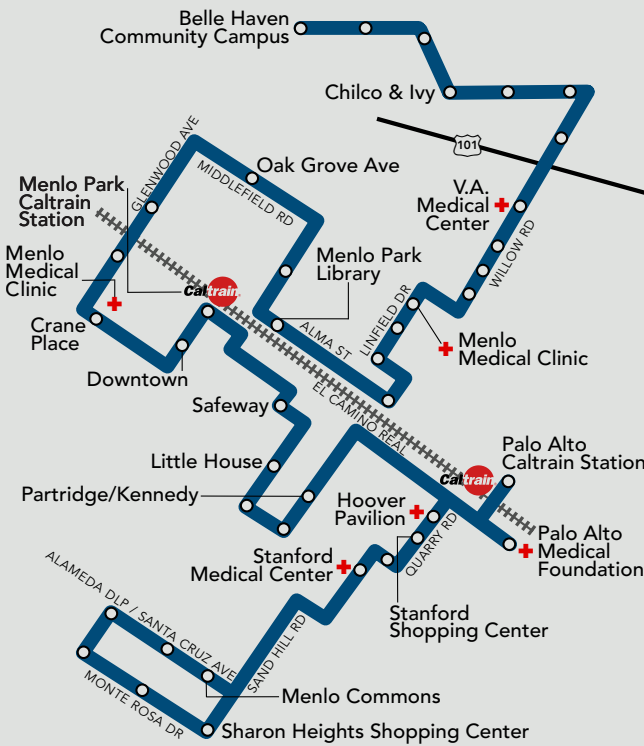 Belle Haven
Community Campus
Chilco & Ivy
101
GLENWOOD AVE
MIDDLEFIELD RD
Oak Grove Ave
Menlo Park
Caltrain
Station
V.A.
Medical
Center
WILLOW RD
Menlo
Medical
Clinic
Caltrain
Menlo Park
Library
LINFIELD DR
Crane
Place
ALMA ST
Menlo
Medical Clinic
Downtown
EL CAMINO REAL
Safeway
Palo Alto
Caltrain Station
Little House
Caltrain
Partridge/Kennedy
Hoover
Pavilion
QUARRY RD
Palo Alto
Medical
Foundation
Stanford
Medical Center
ALAMEDA DLP / SANTA CRUZ AVE
SAND HILL RD
Stanford
Shopping Center
MONTE ROSA DR
Menlo Commons
Sharon Heights Shopping Center